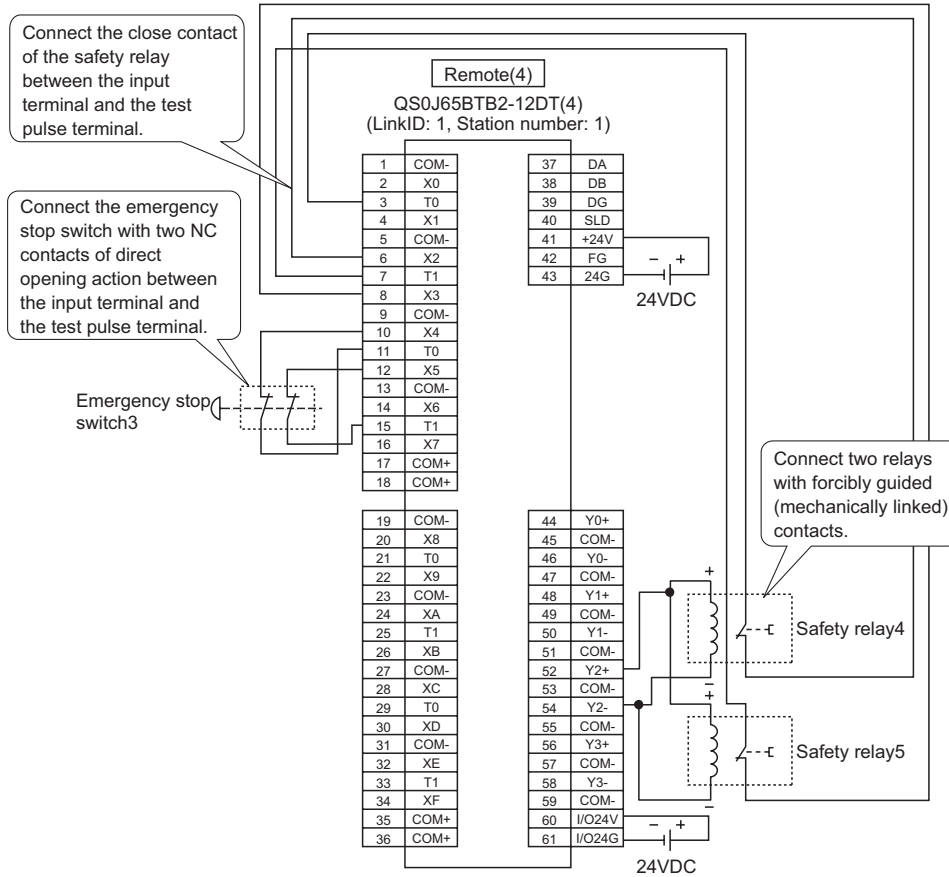 Connect the close contact
of the safety relay
between the input
terminal and the test
pulse terminal.
Remote(4)
QS0J65BTB2-12DT(4)
(LinkID: 1, Station number: 1)
Connect the emergency
stop switch with two NC
contacts of direct
opening action between
the input terminal and
the test pulse terminal.
Emergency stop
switch3
1 COM-
2 X0
3 T0
4 X1
5 COM-
6 X2
7 T1
8 X3
9 COM-
10 X4
11 T0
12 X5
13 COM-
14 X6
15 T1
16 X7
17 COM+
18 COM+
19 COM-
20 X8
21 T0
22 X9
23 COM-
24 XA
25 T1
26 XB
27 COM-
28 XC
29 T0
30 XD
31 COM-
32 XE
33 T1
34 XF
35 COM+
36 COM+
37 DA
38 DB
39 DG
40 SLD
41 +24V
42 FG
43 24G
− +
24VDC
44 Y0+
45 COM-
46 Y0-
47 COM-
48 Y1+
49 COM-
50 Y1-
51 COM-
52 Y2+
53 COM-
54 Y2-
55 COM-
56 Y3+
57 COM-
58 Y3-
59 COM-
60 I/O24V
61 I/O24G
− +
24VDC
Connect two relays
with forcibly guided
(mechanically linked)
contacts.
+
Safety relay4
−
+
Safety relay5
−